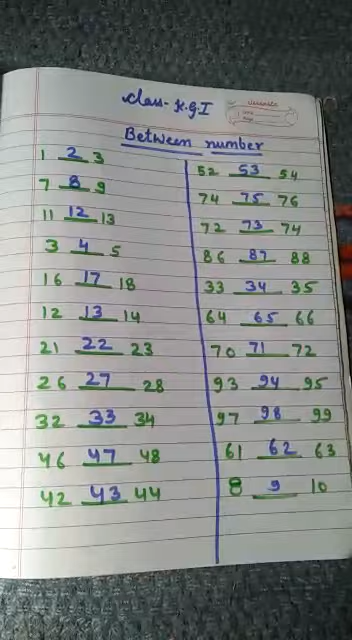 Class- K.G.I
Between number
1 2 3
7 8 9
11 12 13
3 4 5
16 17 18
12 13 14
21 22 23
26 27 28
32 33 34
46 47 48
42 43 44
52 53 54
74 75 76
72 73 74
86 87 88
33 34 35
64 65 66
70 71 72
93 94 95
97 98 99
61 62 63
8 9 10